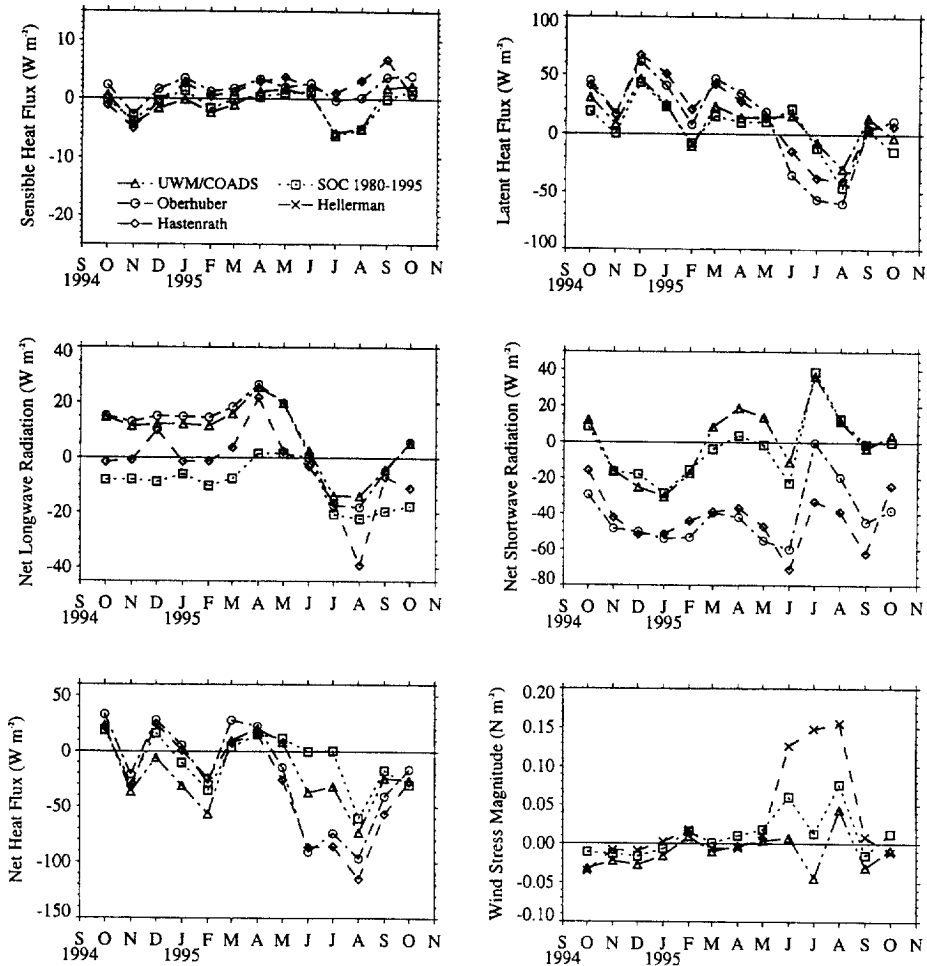 Sensible Heat Flux (W m⁻²)
10
0
-10
-20
UWM/COADS
Oberhuber
Hastenrath
SOC 1980-1995
Hellerman
S O N D J F M A M J J A S O N
1994 1995
Latent Heat Flux (W m⁻²)
100
50
0
-50
-100
S O N D J F M A M J J A S O N
1994 1995
Net Longwave Radiation (W m⁻²)
40
20
0
-20
-40
S O N D J F M A M J J A S O N
1994 1995
Net Shortwave Radiation (W m⁻²)
80
40
20
0
-20
-40
-60
-80
S O N D J F M A M J J A S O N
1994 1995
Net Heat Flux (W m⁻²)
50
0
-50
-100
-150
S O N D J F M A M J J A S O N
1994 1995
Wind Stress Magnitude (N m⁻²)
0.20
0.15
0.10
0.05
0.00
-0.05
-0.10
S O N D J F M A M J J A S O N
1994 1995